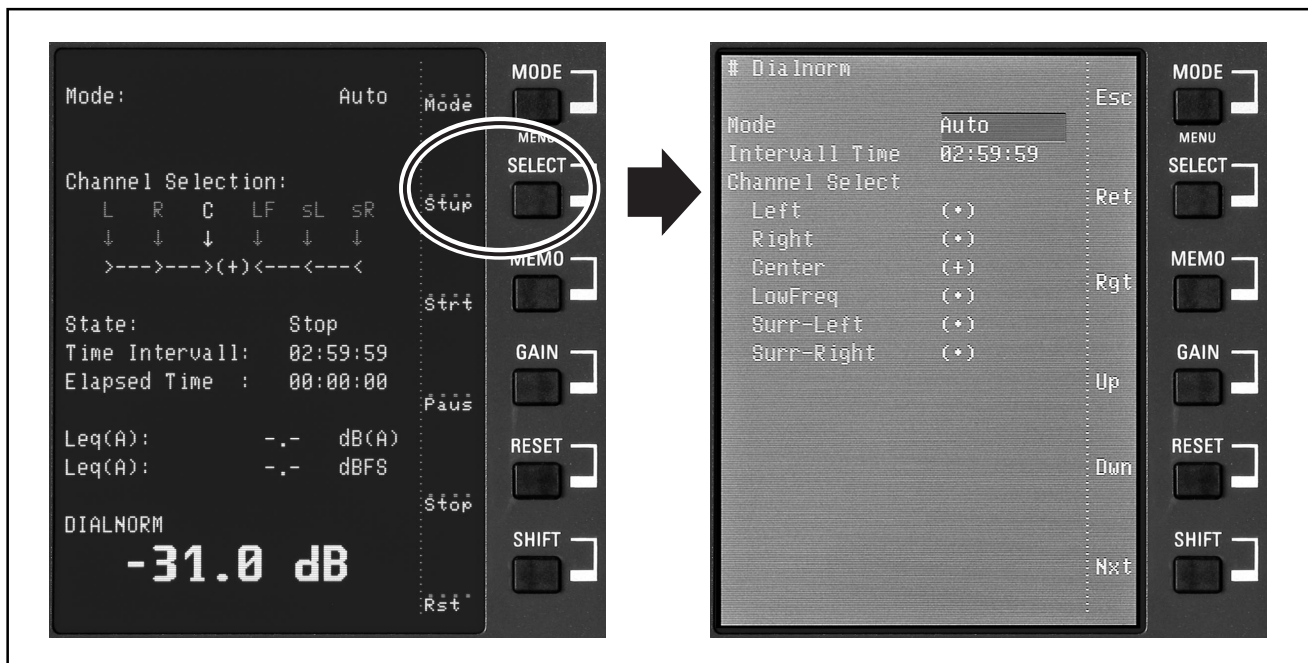 Mode: Auto
Mode
Channel Selection:
L R C LF sL sR
↓ ↓ ↓ ↓ ↓ ↓
>--->--->(+)<---<---<
Stup
Strt
State: Stop
Time Intervall: 02:59:59
Elapsed Time : 00:00:00
Paus
Leq(A): -.- dB(A)
Leq(A): -.- dBFS
Stop
DIALNORM
-31.0 dB
Rst
MODE
MENU
SELECT
MEMO
GAIN
RESET
SHIFT
# Dialnorm
Esc
Mode Auto
Intervall Time 02:59:59
Channel Select
Ret
Left (•)
Right (•)
Center (+)
Rgt
LowFreq (•)
Surr-Left (•)
Surr-Right (•)
Up
Dwn
Nxt
MODE
MENU
SELECT
MEMO
GAIN
RESET
SHIFT